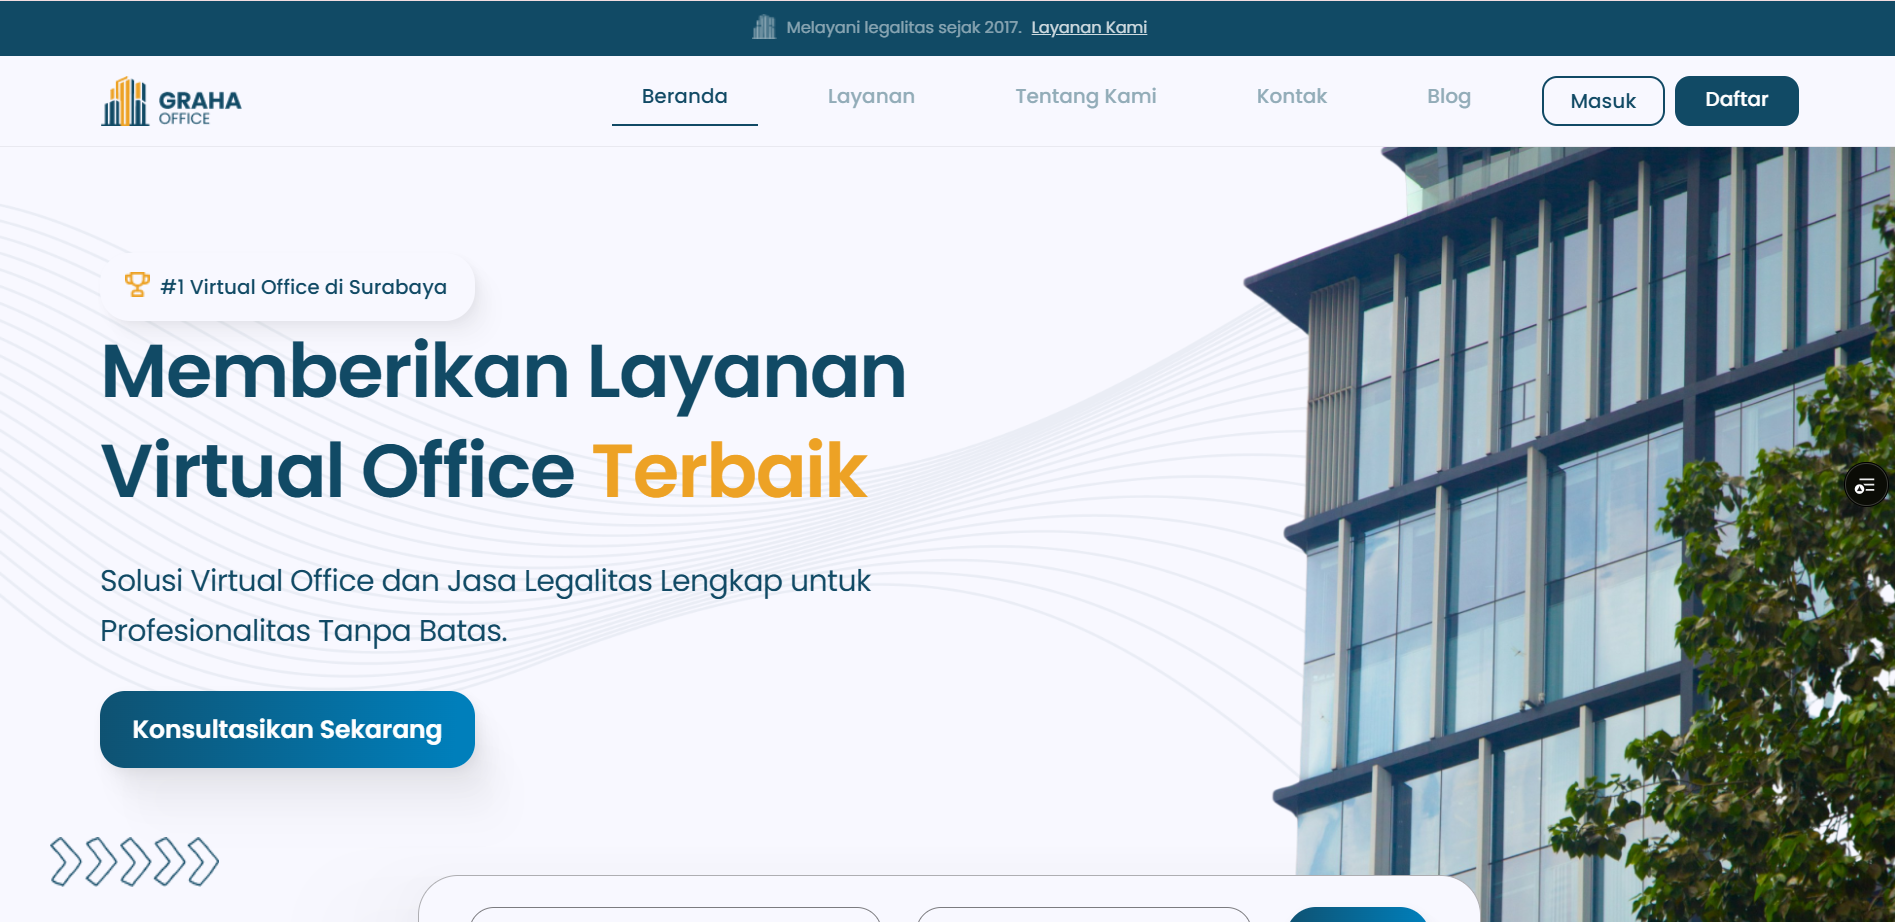 Melayani legalitas sejak 2017. Layanan Kami
GRAHA
OFFICE
Beranda
Layanan
Tentang Kami
Kontak
Blog
Masuk
Daftar
#1 Virtual Office di Surabaya
Memberikan Layanan
Virtual Office Terbaik
Solusi Virtual Office dan Jasa Legalitas Lengkap untuk
Profesionalitas Tanpa Batas.
Konsultasikan Sekarang